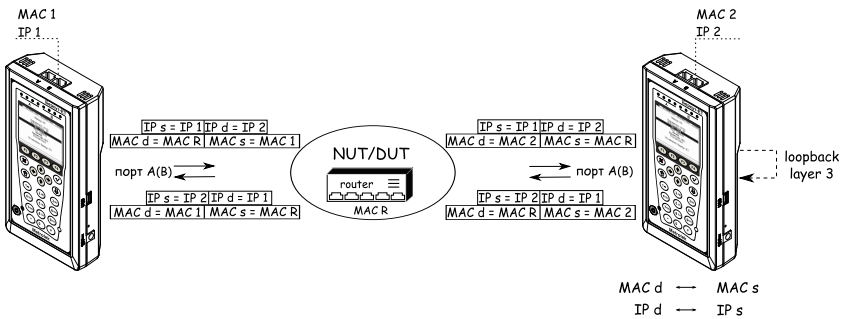 MAC 1
IP 1
MAC 2
IP 2
IP s = IP 1 IP d = IP 2
MAC d = MAC R MAC s = MAC 1
порт A(B)
IP s = IP 2 IP d = IP 1
MAC d = MAC 1 MAC s = MAC R
NUT/DUT
router
MAC R
IP s = IP 1 IP d = IP 2
MAC d = MAC 2 MAC s = MAC R
порт A(B)
IP s = IP 2 IP d = IP 1
MAC d = MAC R MAC s = MAC 2
loopback
layer 3
MAC d ↔ MAC s
IP d ↔ IP s